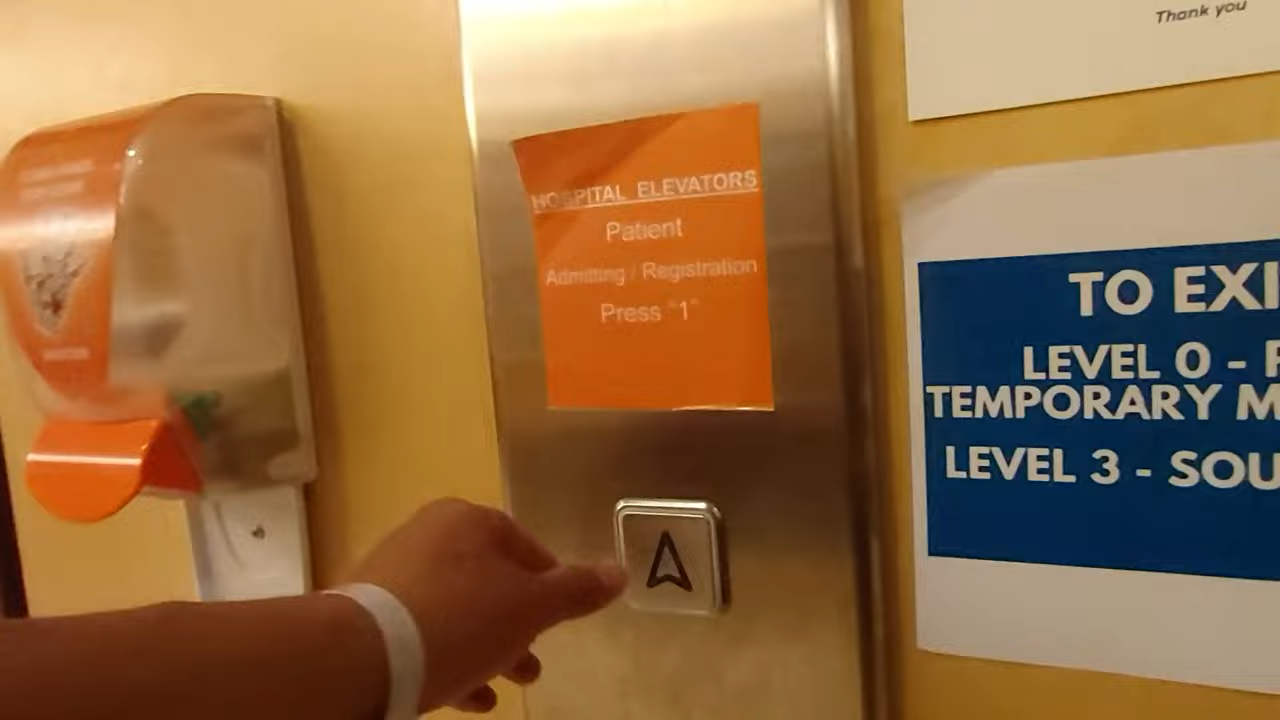 Thank you
HOSPITAL ELEVATORS
Patient
Admitting / Registration
Press "1"
TO EXI
LEVEL 0 -
TEMPORARY M
LEVEL 3 - SOU